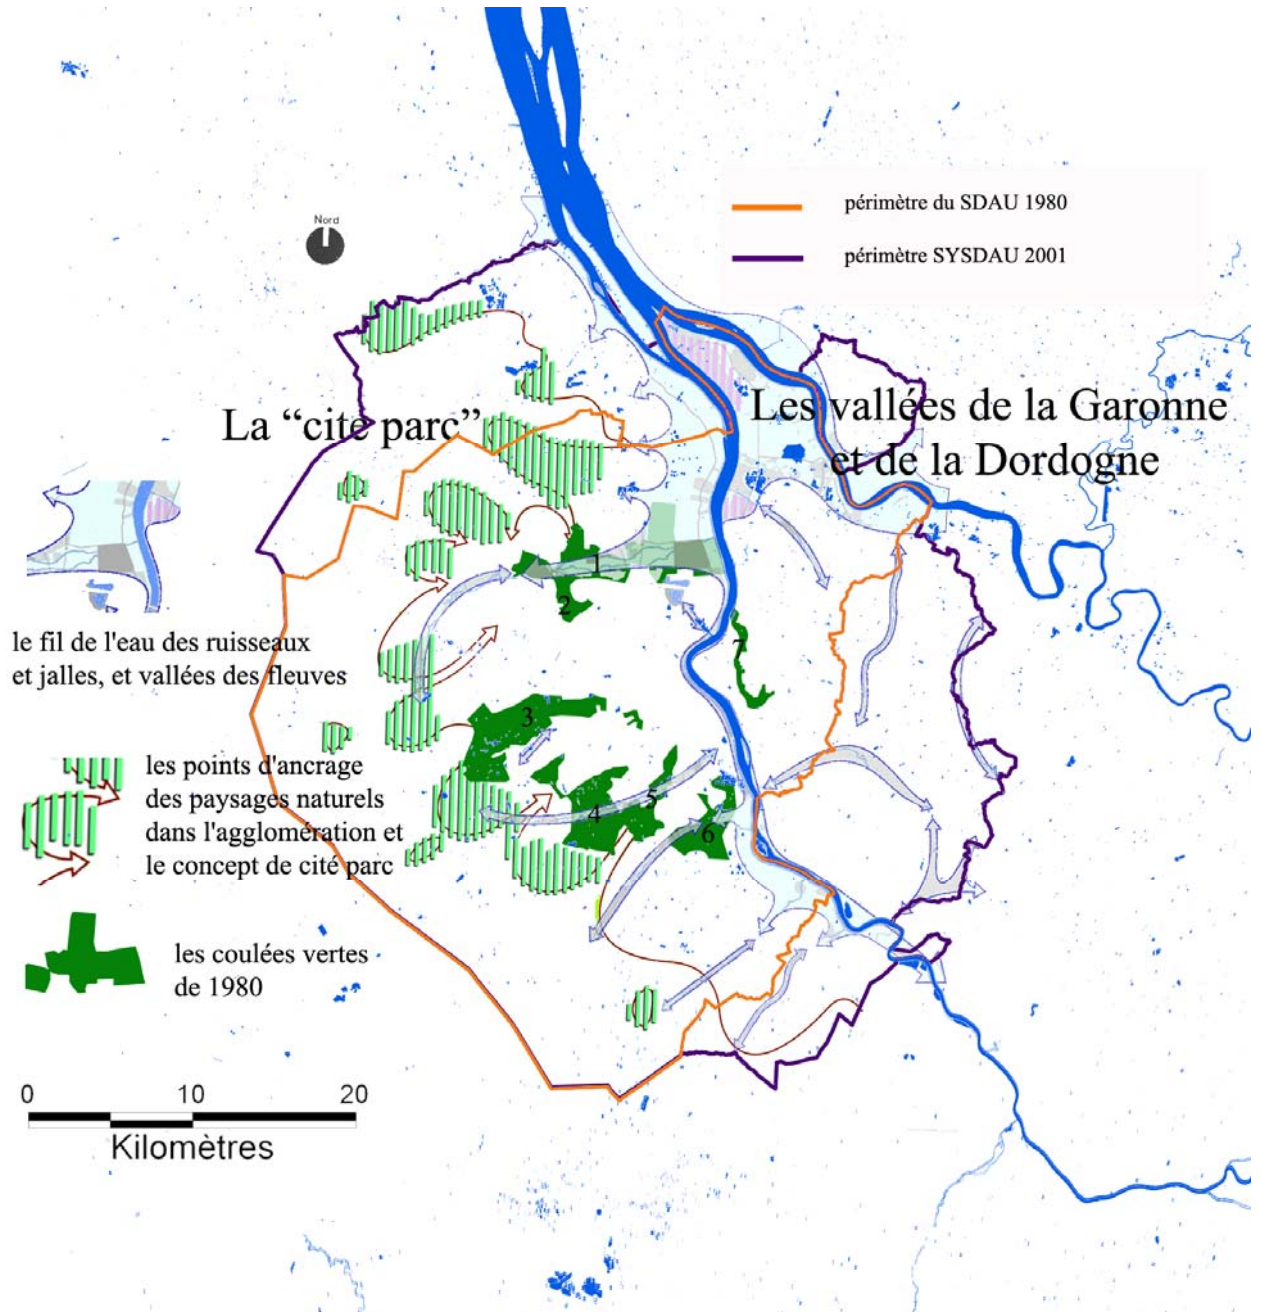 périmètre du SDAU 1980
Nord
périmètre SYSDAU 2001
La “cité parc”
Les vallées de la Garonne
et de la Dordogne
1
2
7
le fil de l'eau des ruisseaux
et jalles, et vallées des fleuves
3
les points d'ancrage
des paysages naturels
dans l'agglomération et
le concept de cité parc
4
5
6
les coulées vertes
de 1980
0 10 20
Kilomètres